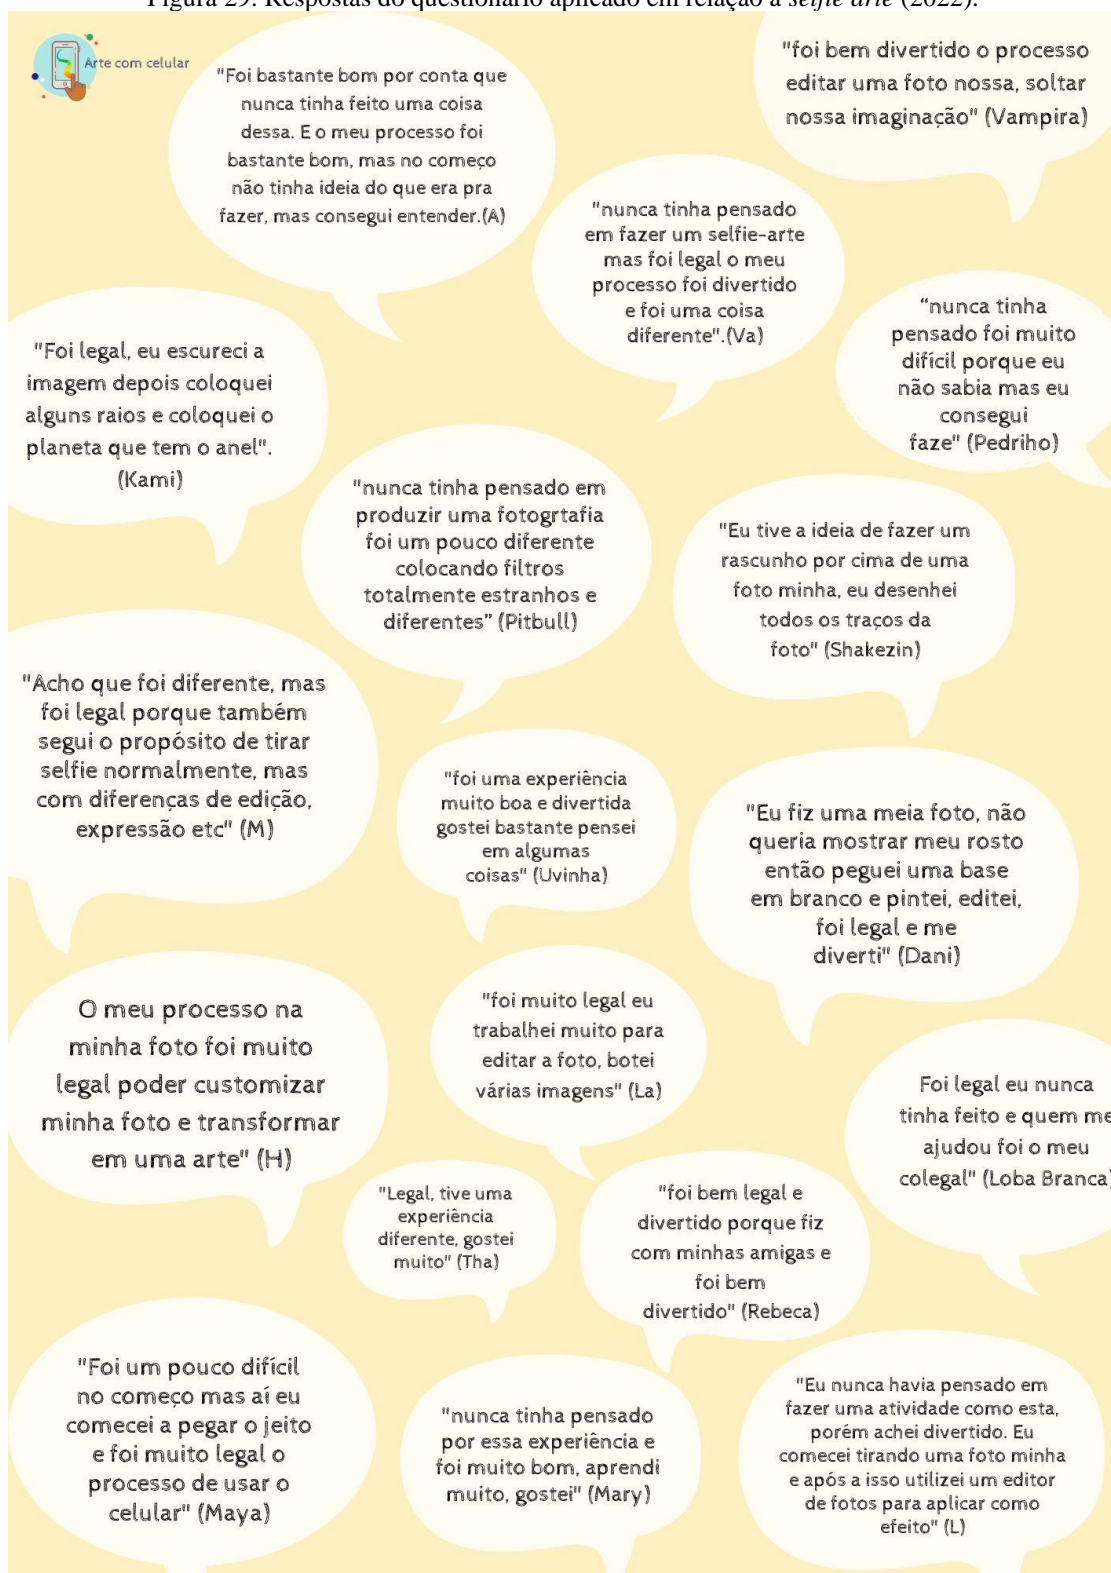 Figura 29: Respostas do questionário aplicado em relação a selfie arte (2022).
Arte com celular
"Foi bastante bom por conta que
nunca tinha feito uma coisa
dessa. E o meu processo foi
bastante bom, mas no começo
não tinha ideia do que era pra
fazer, mas consegui entender.(A)
"foi bem divertido o processo
editar uma foto nossa, soltar
nossa imaginação" (Vampira)
"nunca tinha pensado
em fazer um selfie-arte
mas foi legal o meu
processo foi divertido
e foi uma coisa
diferente".(Va)
"nunca tinha
pensado foi muito
difícil porque eu
não sabia mas eu
consegui
faze" (Pedriho)
"Foi legal, eu escureci a
imagem depois coloquei
alguns raios e coloquei o
planeta que tem o anel".
(Kami)
"nunca tinha pensado em
produzir uma fotogrtafia
foi um pouco diferente
colocando filtros
totalmente estranhos e
diferentes" (Pitbull)
"Eu tive a ideia de fazer um
rascunho por cima de uma
foto minha, eu desenhei
todos os traços da
foto" (Shakezin)
"Acho que foi diferente, mas
foi legal porque também
segui o propósito de tirar
selfie normalmente, mas
com diferenças de edição,
expressão etc" (M)
"foi uma experiência
muito boa e divertida
gostei bastante pensei
em algumas
coisas" (Uvinha)
"Eu fiz uma meia foto, não
queria mostrar meu rosto
então peguei uma base
em branco e pintei, editei,
foi legal e me
diverti" (Dani)
O meu processo na
minha foto foi muito
legal poder customizar
minha foto e transformar
em uma arte" (H)
"foi muito legal eu
trabalhei muito para
editar a foto, botei
várias imagens" (La)
Foi legal eu nunca
tinha feito e quem me
ajudou foi o meu
colegal" (Loba Branca)
"Legal, tive uma
experiência
diferente, gostei
muito" (Tha)
"foi bem legal e
divertido porque fiz
com minhas amigas e
foi bem
divertido" (Rebeca)
"Foi um pouco difícil
no começo mas aí eu
comecei a pegar o jeito
e foi muito legal o
processo de usar o
celular" (Maya)
"nunca tinha pensado
por essa experiência e
foi muito bom, aprendi
muito, gostei" (Mary)
"Eu nunca havia pensado em
fazer uma atividade como esta,
porém achei divertido. Eu
comecei tirando uma foto minha
e após a isso utilizei um editor
de fotos para aplicar como
efeito" (L)